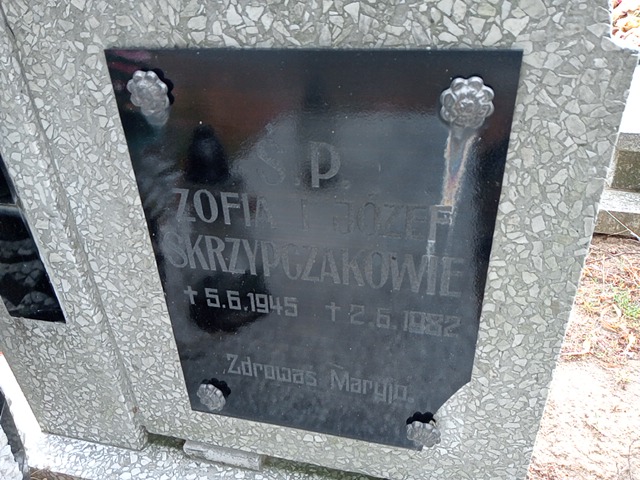 Ś.P.
ZOFIA I JÓZEF
SKRZYPCZAKOWIE
† 5.6.1945 † 2.6.1982
Zdrowaś Maryjo.